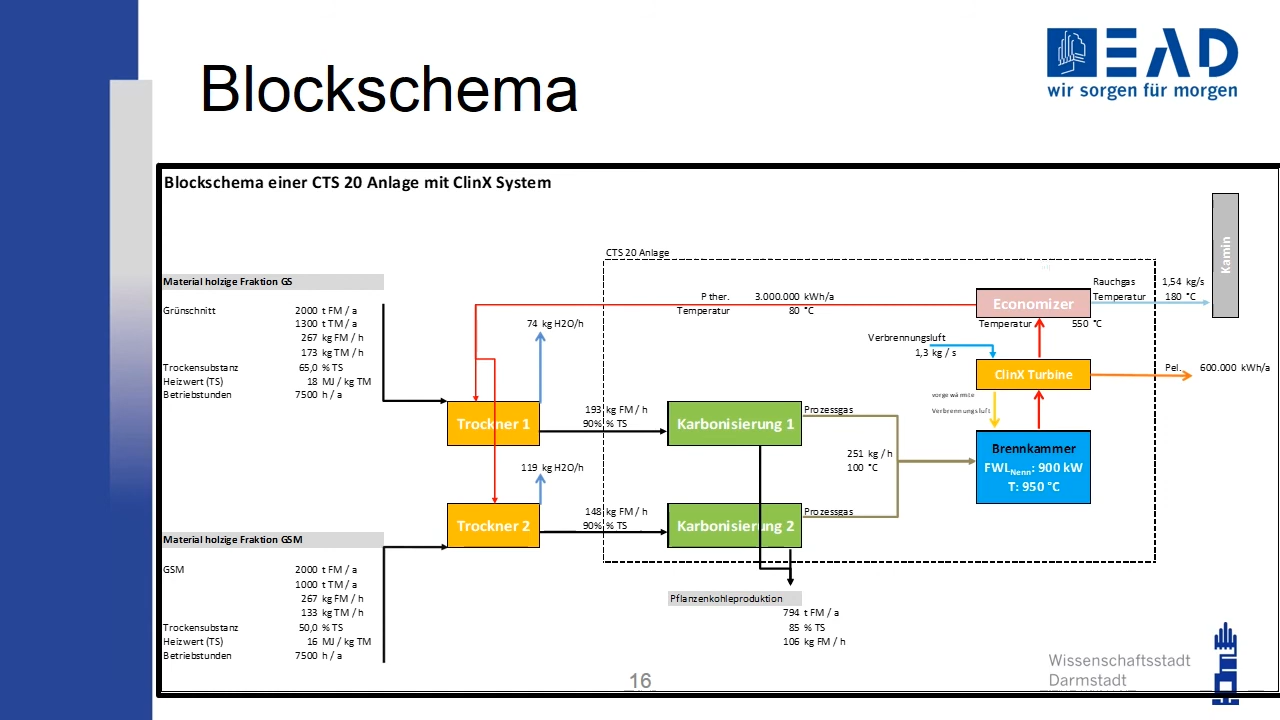 Blockschema
EAD
wir sorgen für morgen
Blockschema einer CTS 20 Anlage mit ClinX System
Kamin
CTS 20 Anlage
Material holzige Fraktion GS
Grünschnitt 2000 t FM / a
1300 t TM / a
267 kg FM / h
173 kg TM / h
Trockensubstanz 65,0 % TS
Heizwert (TS) 18 MJ / kg TM
Betriebstunden 7500 h / a
P ther. 3.000.000 kWh/a
Temperatur 80 °C
Economizer
Rauchgas 1,54 kg/s
Temperatur 180 °C
Temperatur 550 °C
74 kg H2O/h
Verbrennungsluft
1,3 kg / s
ClinX Turbine
Pel. 600.000 kWh/a
vorgewärmte
Verbrennungsluft
Trockner 1
193 kg FM / h
90% % TS
Karbonisierung 1
Prozessgas
251 kg / h
100 °C
Brennkammer
FWLNenn: 900 kW
T: 950 °C
119 kg H2O/h
Trockner 2
148 kg FM / h
90% % TS
Karbonisierung 2
Prozessgas
Material holzige Fraktion GSM
GSM 2000 t FM / a
1000 t TM / a
267 kg FM / h
133 kg TM / h
Trockensubstanz 50,0 % TS
Heizwert (TS) 16 MJ / kg TM
Betriebstunden 7500 h / a
Pflanzenkohleproduktion
794 t FM / a
85 % TS
106 kg FM / h
16
Wissenschaftsstadt
Darmstadt